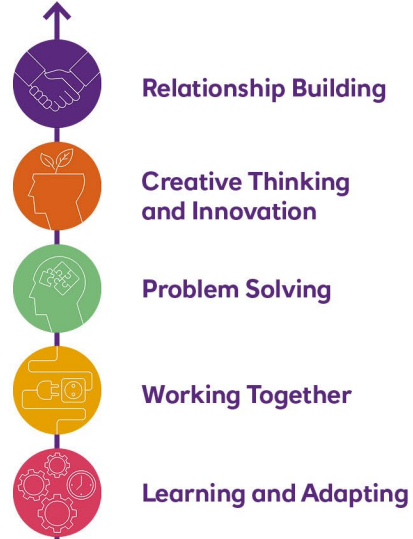 Relationship Building
Creative Thinking
and Innovation
Problem Solving
Working Together
Learning and Adapting